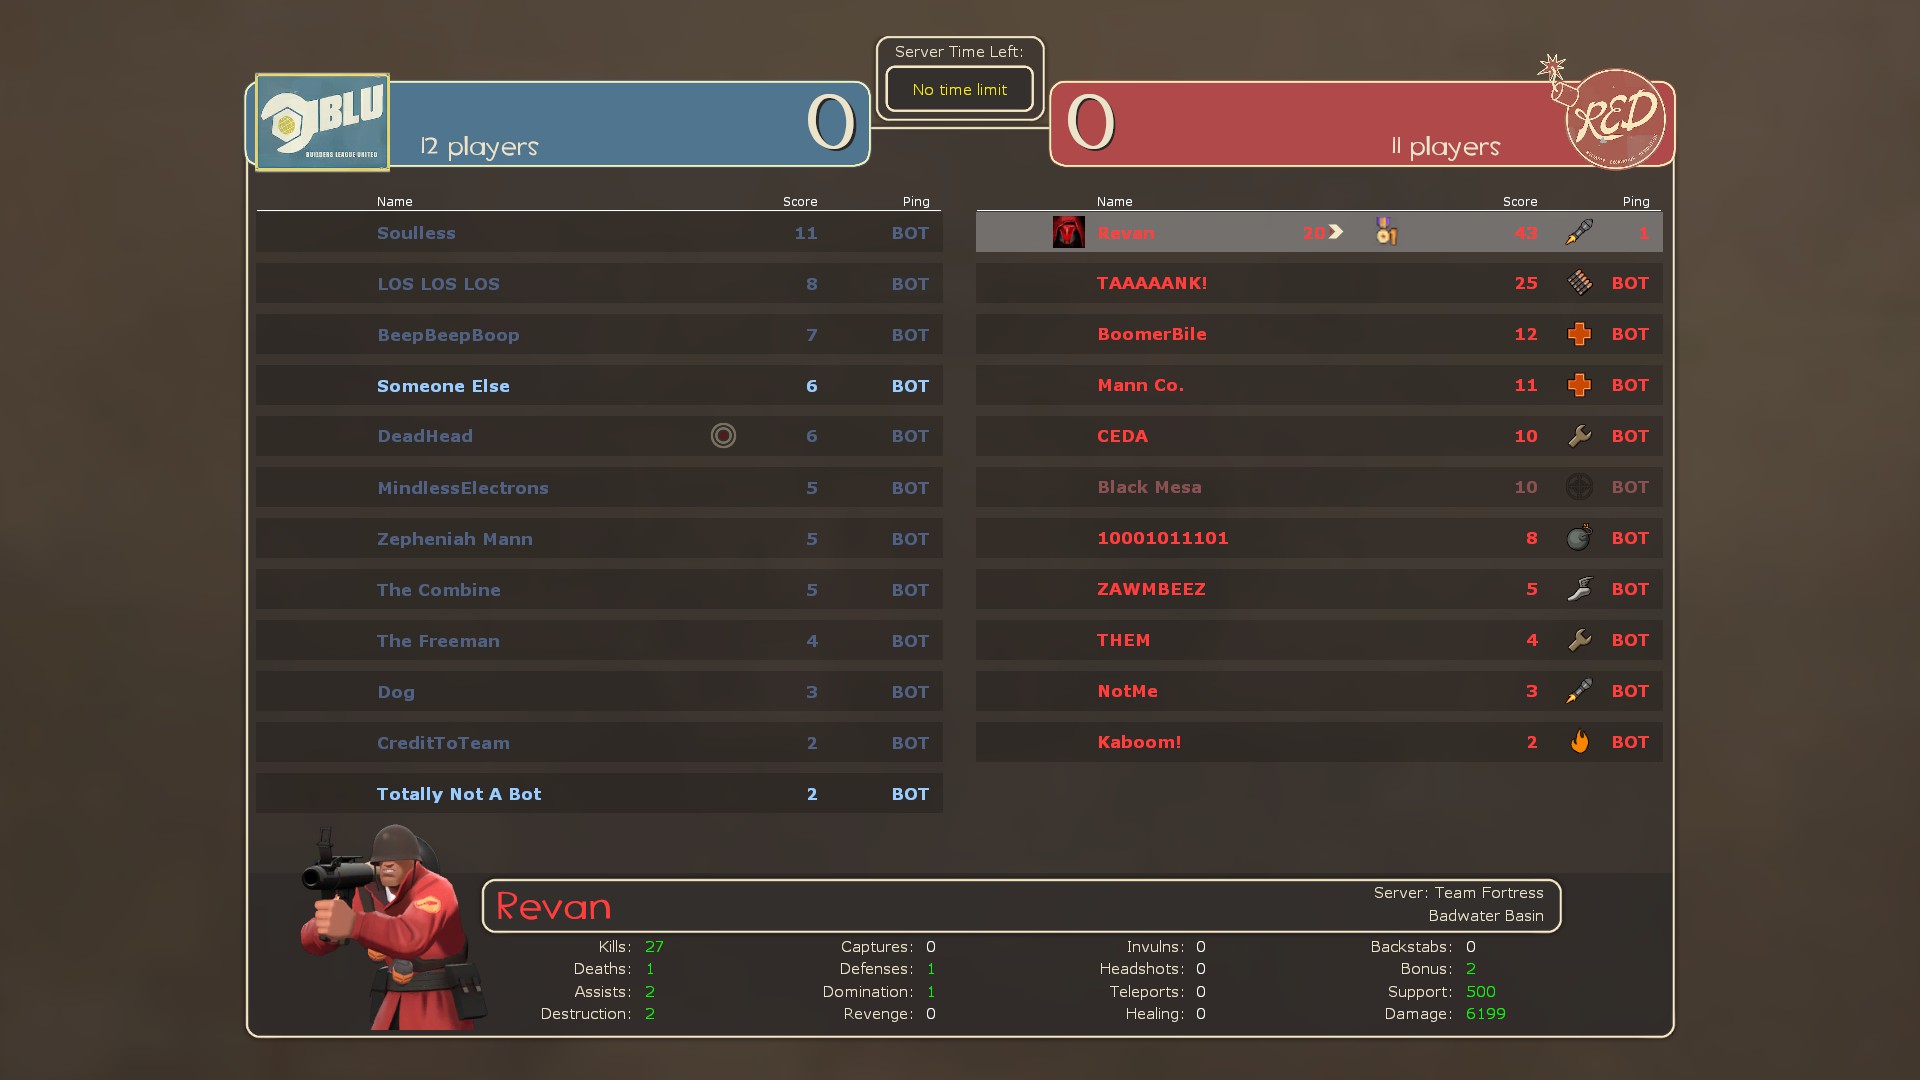 Server Time Left:
No time limit
BLU
BUILDERS LEAGUE UNITED
12 players
0
0
11 players
RED
Name Score Ping
Soulless 11 BOT
LOS LOS LOS 8 BOT
BeepBeepBoop 7 BOT
Someone Else 6 BOT
DeadHead 6 BOT
MindlessElectrons 5 BOT
Zepheniah Mann 5 BOT
The Combine 5 BOT
The Freeman 4 BOT
Dog 3 BOT
CreditToTeam 2 BOT
Totally Not A Bot 2 BOT
Name Score Ping
Revan 20 1 43 1
TAAAAANK! 25 BOT
BoomerBile 12 BOT
Mann Co. 11 BOT
CEDA 10 BOT
Black Mesa 10 BOT
10001011101 8 BOT
ZAWMBEEZ 5 BOT
THEM 4 BOT
NotMe 3 BOT
Kaboom! 2 BOT
Revan
Server: Team Fortress
Badwater Basin
Kills: 27 Captures: 0 Invulns: 0 Backstabs: 0
Deaths: 1 Defenses: 1 Headshots: 0 Bonus: 2
Assists: 2 Domination: 1 Teleports: 0 Support: 500
Destruction: 2 Revenge: 0 Healing: 0 Damage: 6199